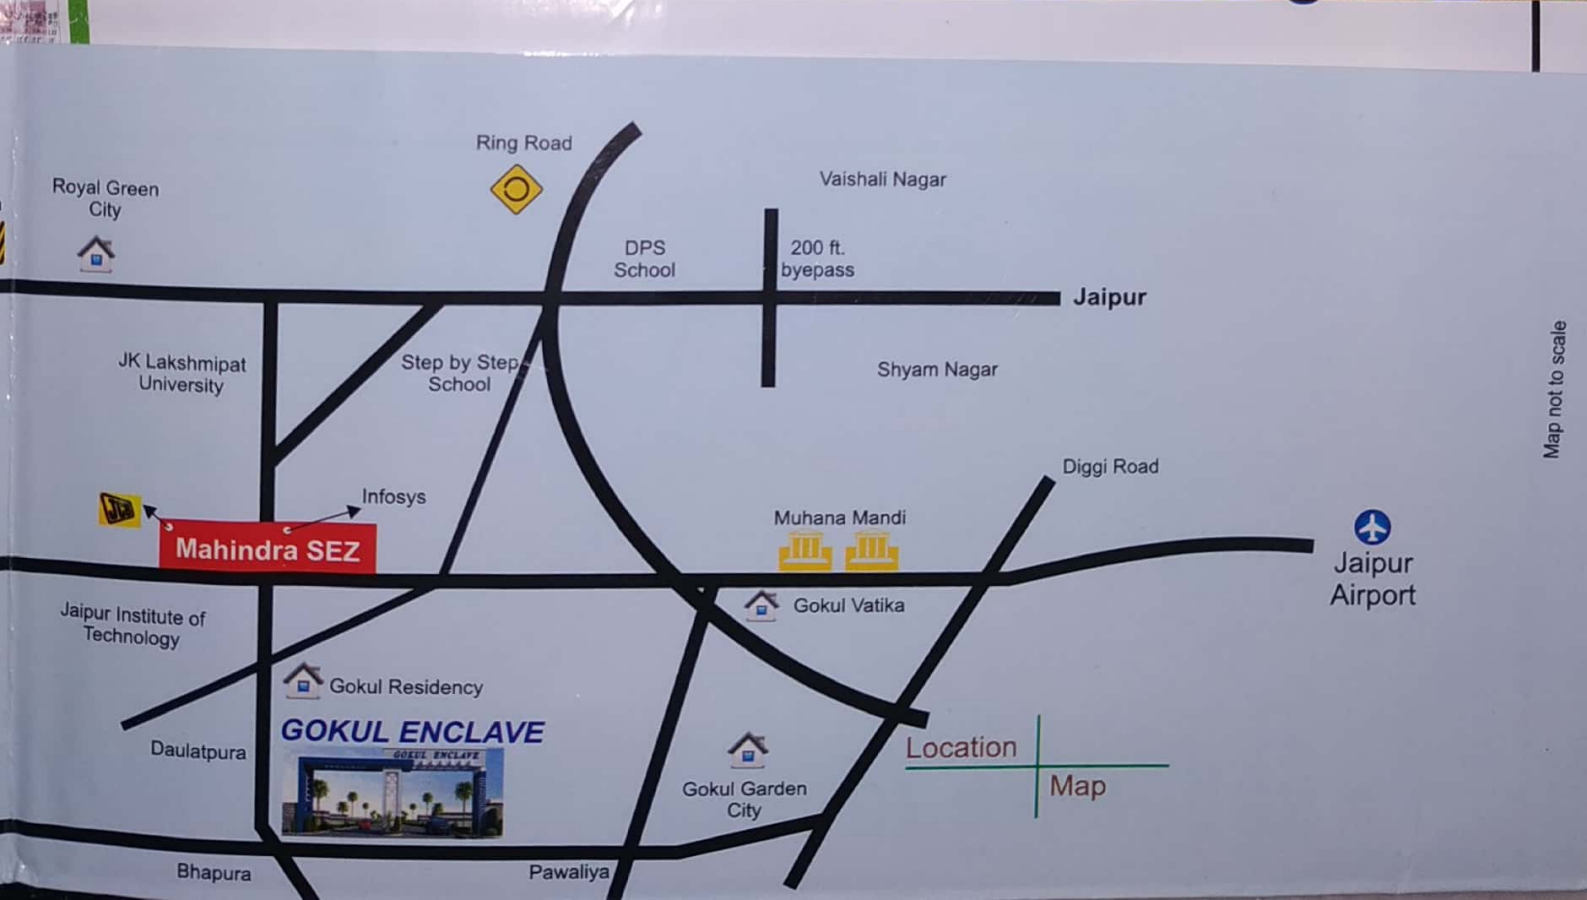 Ring Road
Royal Green
City
Vaishali Nagar
DPS
School
200 ft.
byepass
Jaipur
JK Lakshmipat
University
Step by Step
School
Shyam Nagar
Map not to scale
Diggi Road
Infosys
JCB
Mahindra SEZ
Muhana Mandi
Jaipur
Airport
Jaipur Institute of
Technology
Gokul Vatika
Gokul Residency
GOKUL ENCLAVE
GOKUL ENCLAVE
Daulatpura
Gokul Garden
City
Location
Map
Bhapura
Pawaliya